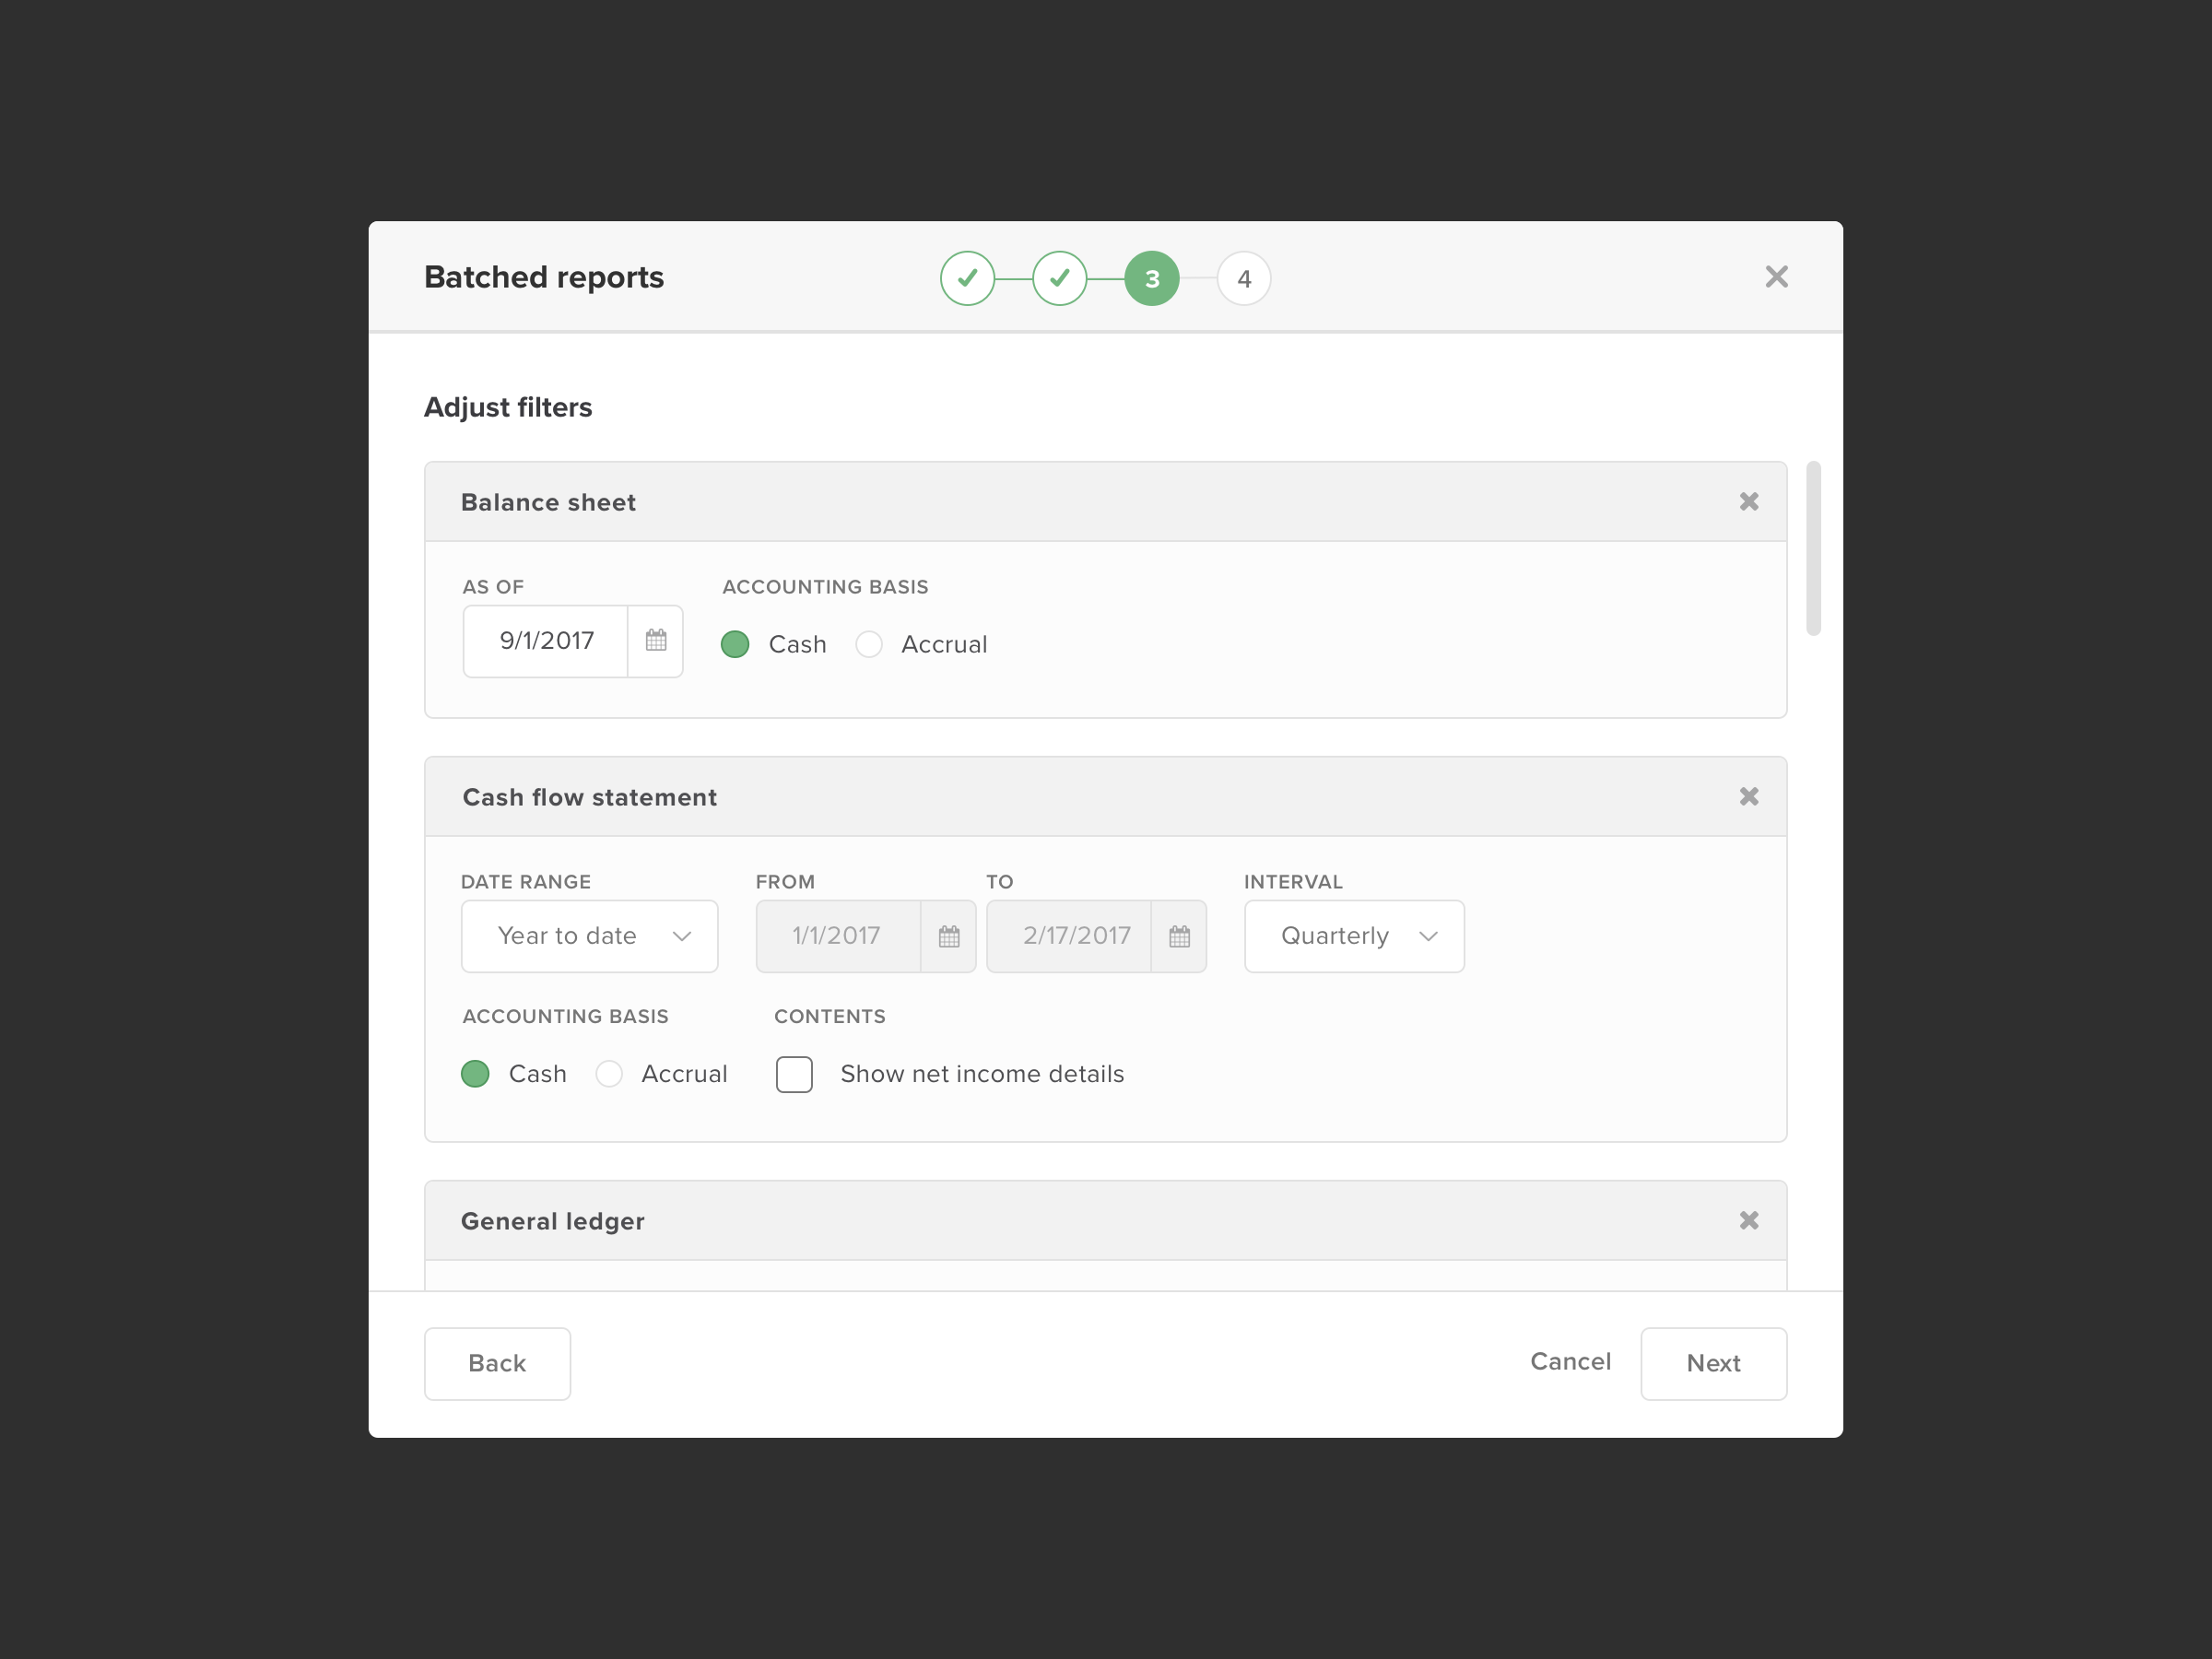 Batched reports
3
4
Adjust filters
Balance sheet
AS OF
ACCOUNTING BASIS
9/1/2017
Cash
Accrual
Cash flow statement
DATE RANGE
FROM
TO
INTERVAL
Year to date
1/1/2017
2/17/2017
Quarterly
ACCOUNTING BASIS
CONTENTS
Cash
Accrual
Show net income details
General ledger
Back
Cancel
Next